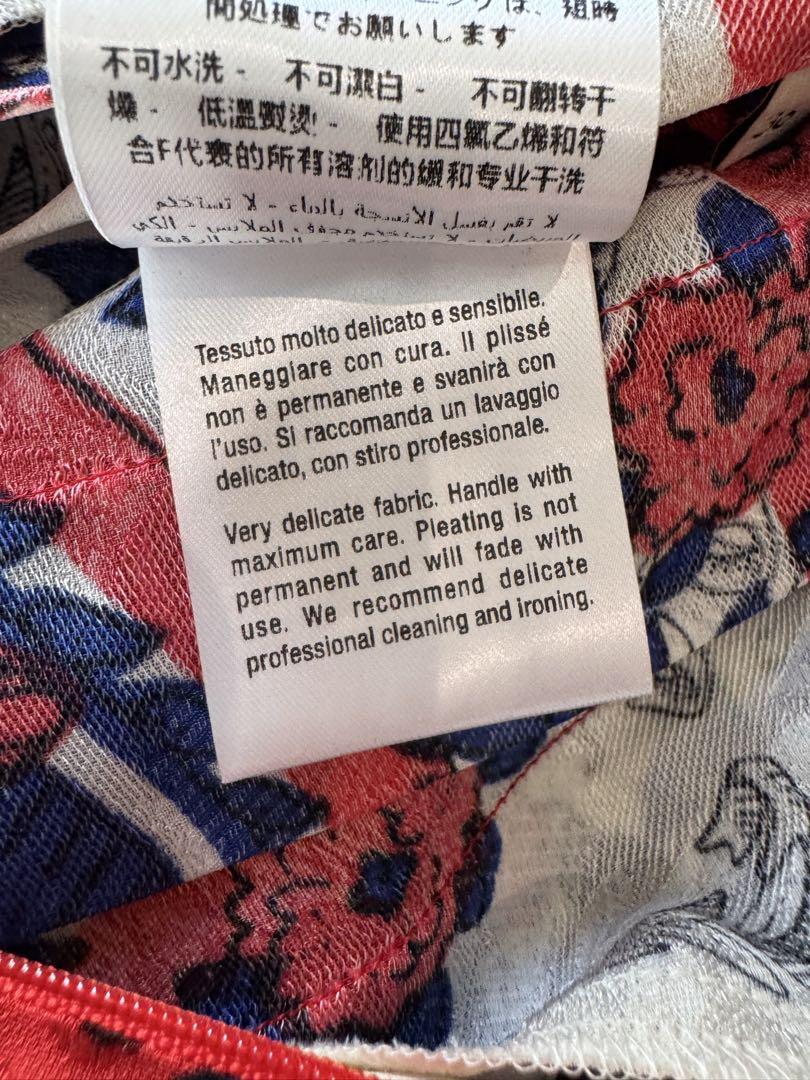 間処理でお願いします
不可水洗 - 不可漂白 - 不可翻转干
燥 - 低温熨烫 - 使用四氯乙烯和符
合F代表的所有溶剂的缓和专业干洗
Tessuto molto delicato e sensibile.
Maneggiare con cura. Il plissé
non è permanente e svanirà con
l'uso. Si raccomanda un lavaggio
delicato, con stiro professionale.
Very delicate fabric. Handle with
maximum care. Pleating is not
permanent and will fade with
use. We recommend delicate
professional cleaning and ironing.